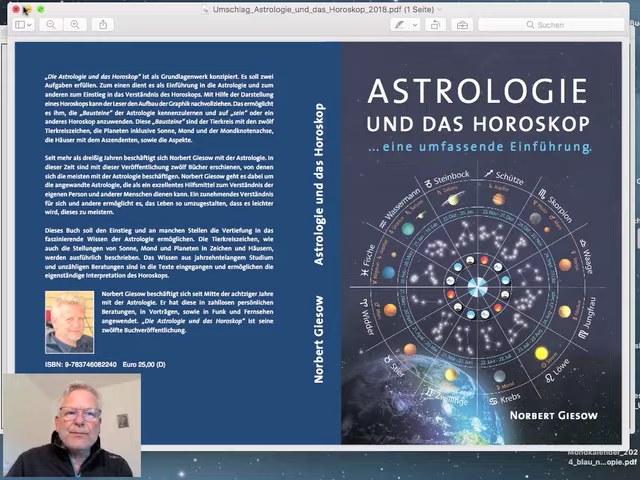 Umschlag_Astrologie_und_das_Horoskop_2018.pdf (1 Seite)
Suchen
„Die Astrologie und das Horoskop" ist als Grundlagenwerk konzipiert. Es soll zwei
Aufgaben erfüllen. Zum einen dient es als Einführung in die Astrologie und zum
anderen zum Einstieg in das Verständnis des Horoskops. Mit Hilfe der Darstellung
eines Horoskops kann der Leser den Aufbau der Graphik nachvollziehen. Das ermöglicht
es ihm, die „Bausteine" der Astrologie kennenzulernen und auf „sein" oder ein
anderes Horoskop anzuwenden. Diese „Bausteine" sind der Tierkreis mit den zwölf
Tierkreiszeichen, die Planeten inklusive Sonne, Mond und der Mondknotenachse,
die Häuser mit dem Aszendenten, sowie die Aspekte.
Seit mehr als dreißig Jahren beschäftigt sich Norbert Giesow mit der Astrologie. In
dieser Zeit sind mit dieser Veröffentlichung zwölf Bücher erschienen, von denen
sich die meisten mit der Astrologie beschäftigen. Norbert Giesow geht es dabei um
die angewandte Astrologie, als ein exzellentes Hilfsmittel zum Verständnis der
eigenen Person und anderer Menschen dienen kann. Ein zunehmendes Verständnis
für sich und andere ermöglicht es, das Leben so umzugestalten, dass es leichter
wird, dieses zu meistern.
Dieses Buch soll den Einstieg und an manchen Stellen die Vertiefung in das
faszinierende Wissen der Astrologie ermöglichen. Die Tierkreiszeichen, wie
auch die Stellungen von Sonne, Mond und Planeten in Zeichen und Häusern,
werden ausführlich beschrieben. Das Wissen aus jahrzehntelangem Studium
und unzähligen Beratungen sind in die Texte eingegangen und ermöglichen die
eigenständige Interpretation des Horoskops.
Norbert Giesow beschäftigt sich seit Mitte der achtziger Jahre
mit der Astrologie. Er hat diese in zahllosen persönlichen
Beratungen, in Vorträgen, sowie in Funk und Fernsehen
angewendet. „Die Astrologie und das Horoskop" ist seine
zwölfte Buchveröffentlichung.
ISBN: 9-783746082240 Euro 25,00 (D)
Norbert Giesow Astrologie und das Horoskop
ASTROLOGIE
UND DAS HOROSKOP
...eine umfassende Einführung.
Steinbock
Schütze
Skorpion
Waage
Jungfrau
Löwe
Krebs
Zwillinge
Stier
Widder
Fische
Wassermann
NORBERT GIESOW
Mondkalender_202
4_blau_n...opie.pdf